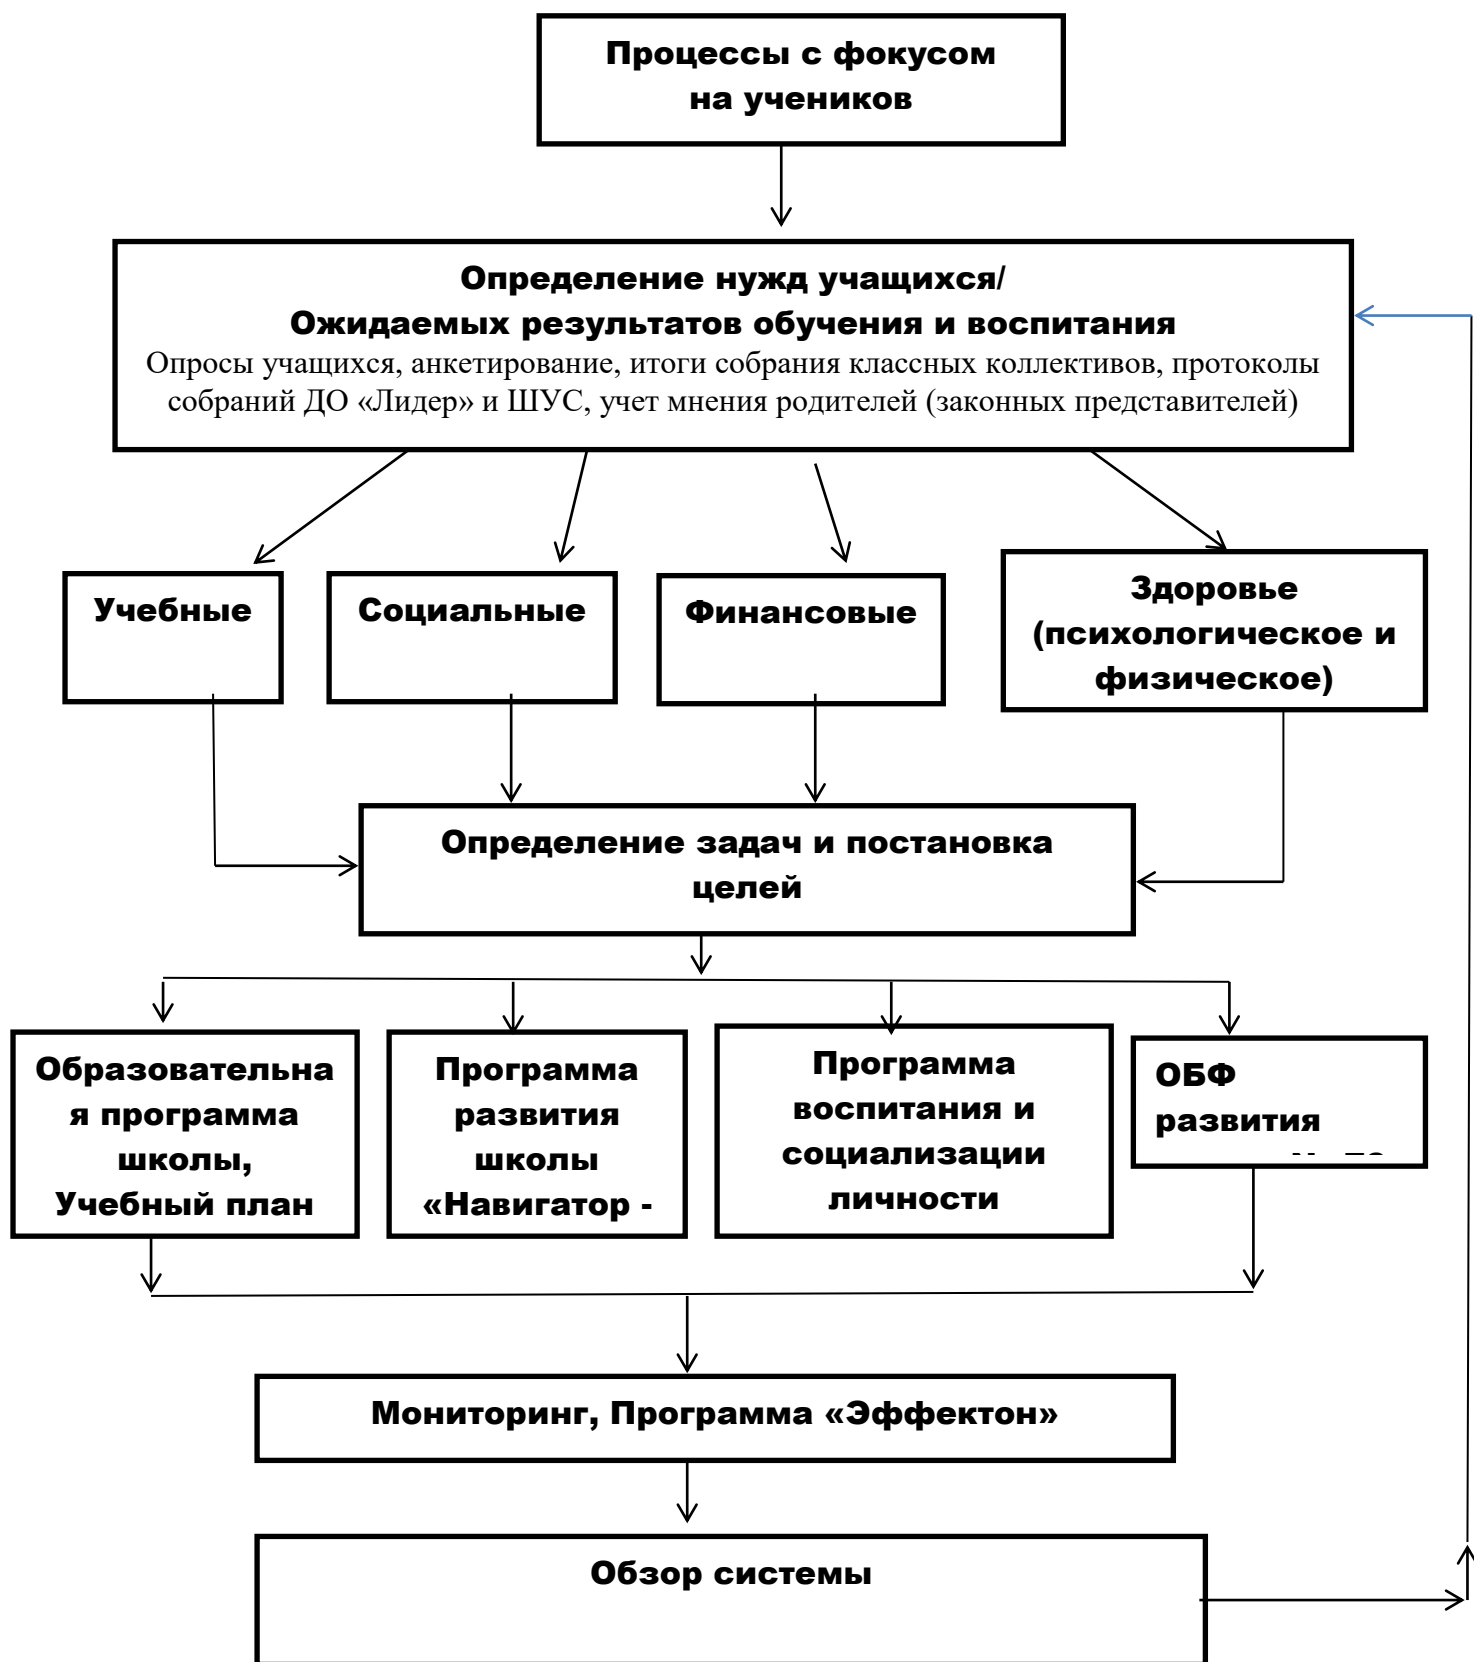 Процессы с фокусом
на учеников
Определение нужд учащихся/
Ожидаемых результатов обучения и воспитания
Опросы учащихся, анкетирование, итоги собрания классных коллективов, протоколы
собраний ДО «Лидер» и ШУС, учет мнения родителей (законных представителей)
Учебные
Социальные
Финансовые
Здоровье
(психологическое и
физическое)
Определение задач и постановка
целей
Образовательна
я программа
школы,
Учебный план
Программа
развития
школы
«Навигатор -
Программа
воспитания и
социализации
личности
ОБФ
развития
Мониторинг, Программа «Эффектон»
Обзор системы